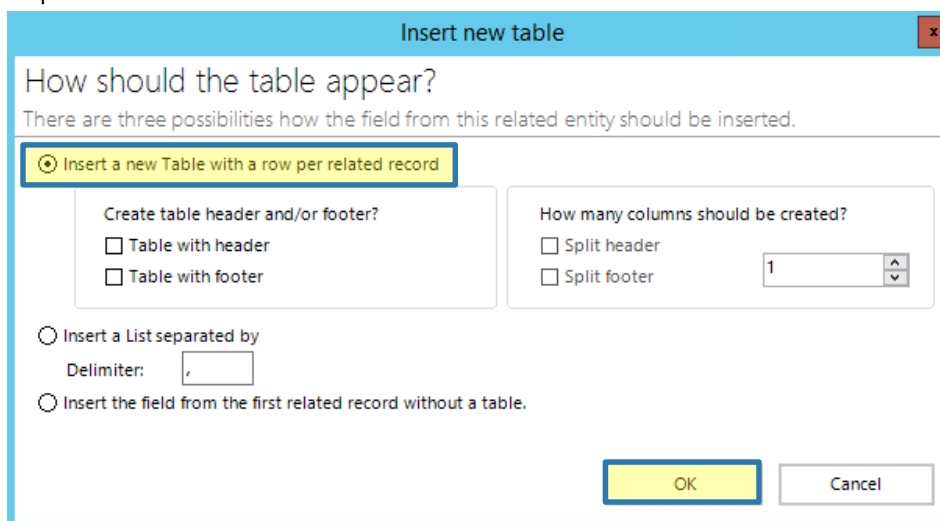 Insert new table
x
How should the table appear?
There are three possibilities how the field from this related entity should be inserted.
Insert a new Table with a row per related record
Create table header and/or footer?
Table with header
Table with footer
How many columns should be created?
Split header
Split footer
1
Insert a List separated by
Delimiter: ,
Insert the field from the first related record without a table.
OK Cancel